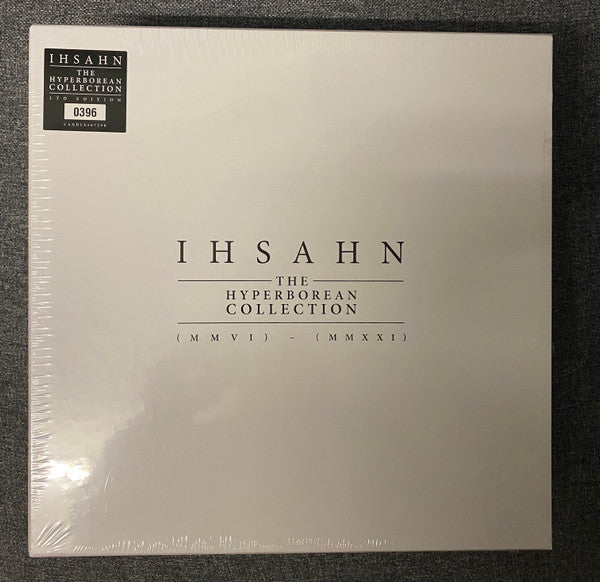 IHSAHN
THE
HYPERBOREAN
COLLECTION
LTD EDITION
0396
IHSAHN
THE
HYPERBOREAN
COLLECTION
(MMVI) ~ (MMXXI)